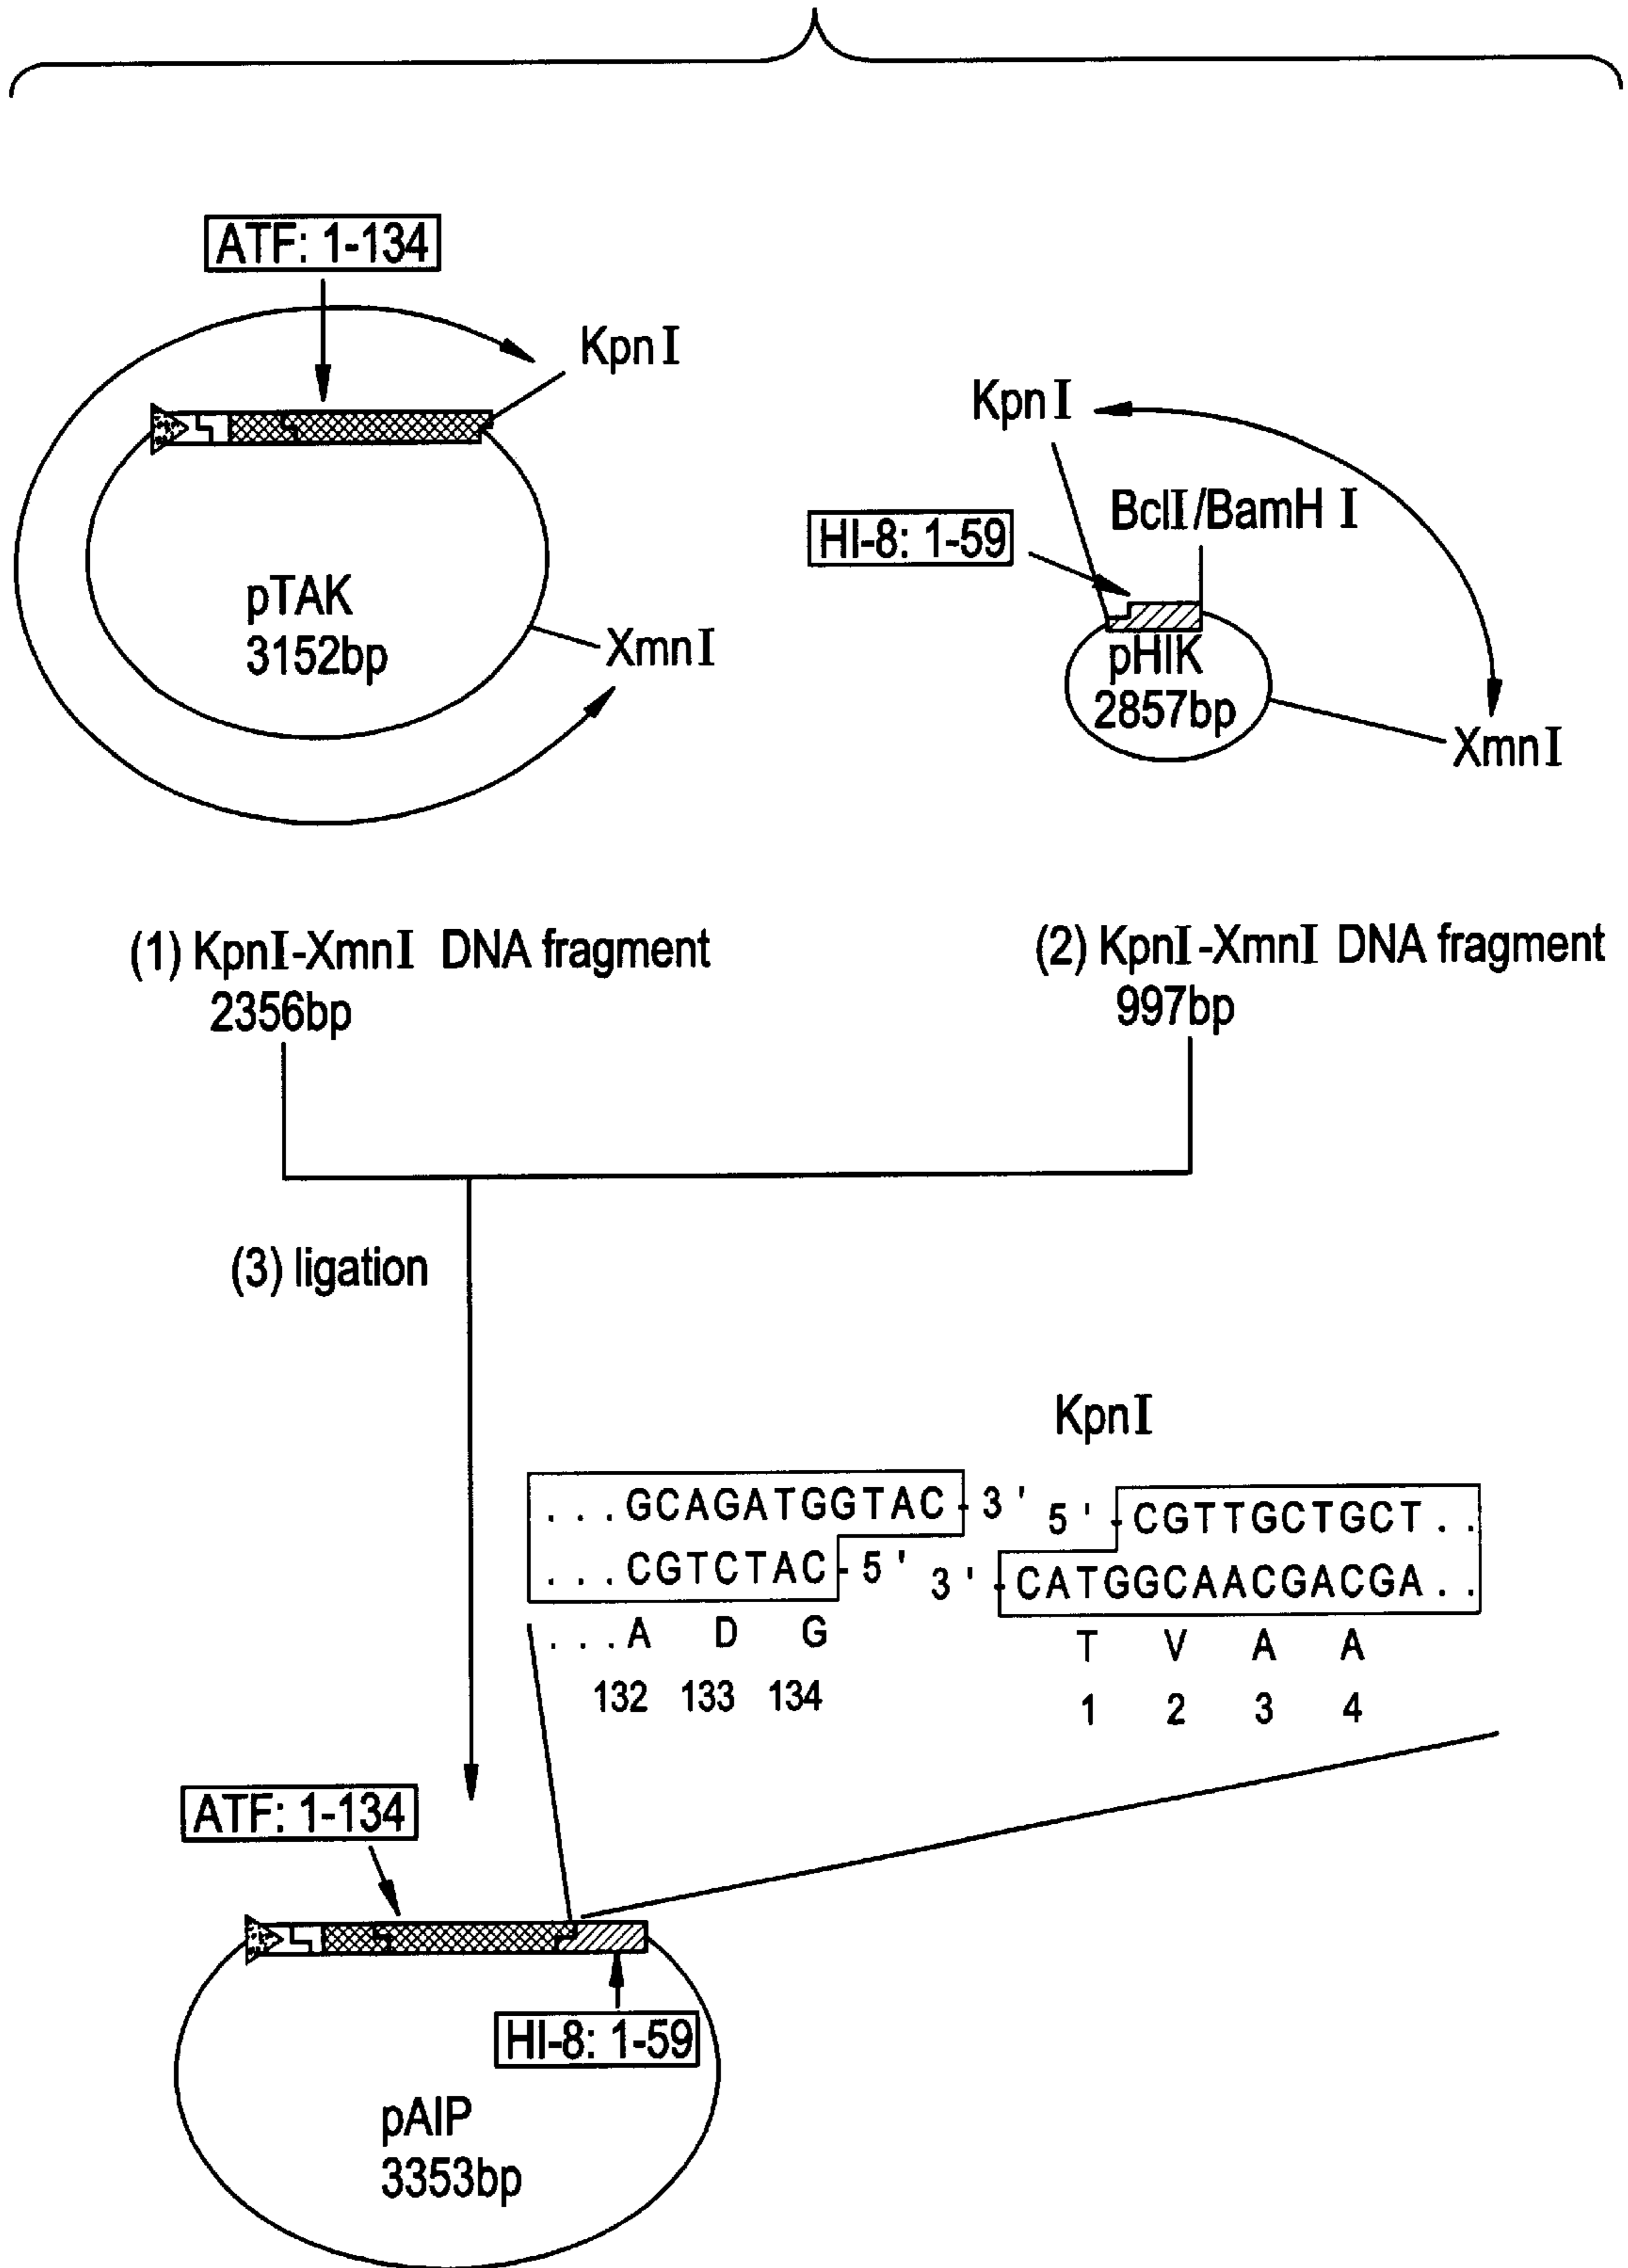 ATF: 1-134
KpnI
pTAK
3152bp
XmnI
KpnI
BclI/BamH I
HI-8: 1-59
pHIK
2857bp
XmnI
(1) KpnI-XmnI DNA fragment
2356bp
(2) KpnI-XmnI DNA fragment
997bp
(3) ligation
KpnI
...GCAGATGGTAC-3' 5'-CGTTGCTGCT..
...CGTCTAC-5' 3'-CATGGCAACGACGA..
...A D G T V A A
132 133 134 1 2 3 4
ATF: 1-134
HI-8: 1-59
pAIP
3353bp